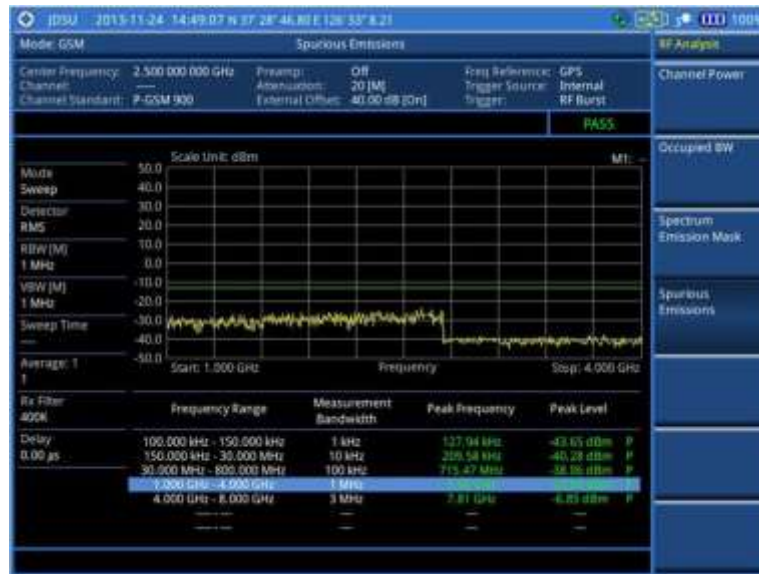 JDSU 2013-11-24 14:49:07 N 37° 28' 46.80 E 126° 53' 8.21 100%
Mode: GSM Spurious Emissions RF Analysis
Center Frequency: 2.500 000 000 GHz Preamp: Off Freq Reference: GPS
Channel: ---- Attenuation: 20 [M] Trigger Source: Internal
Channel Standard: P-GSM 900 External Offset: 40.00 dB [On] Trigger: RF Burst
Channel Power
PASS
Occupied BW
Scale Unit: dBm M1: --
Mode
Sweep
Detector
RMS
RBW [M]
1 MHz
VBW [M]
1 MHz
Sweep Time
---
Average: 1
1
Rx Filter
400K
Delay
0.00 µs
50.0
40.0
30.0
20.0
10.0
0.0
-10.0
-20.0
-30.0
-40.0
-50.0
Start: 1.000 GHz Frequency Stop: 4.000 GHz
Spectrum
Emission Mask
Spurious
Emissions
Frequency Range Measurement Bandwidth Peak Frequency Peak Level
100.000 kHz - 150.000 kHz 1 kHz 127.94 kHz -43.65 dBm P
150.000 kHz - 30.000 MHz 10 kHz 209.58 kHz -40.28 dBm P
30.000 MHz - 800.000 MHz 100 kHz 715.47 MHz -38.06 dBm P
1.000 GHz - 4.000 GHz 1 MHz
4.000 GHz - 8.000 GHz 3 MHz 7.81 GHz -6.85 dBm P